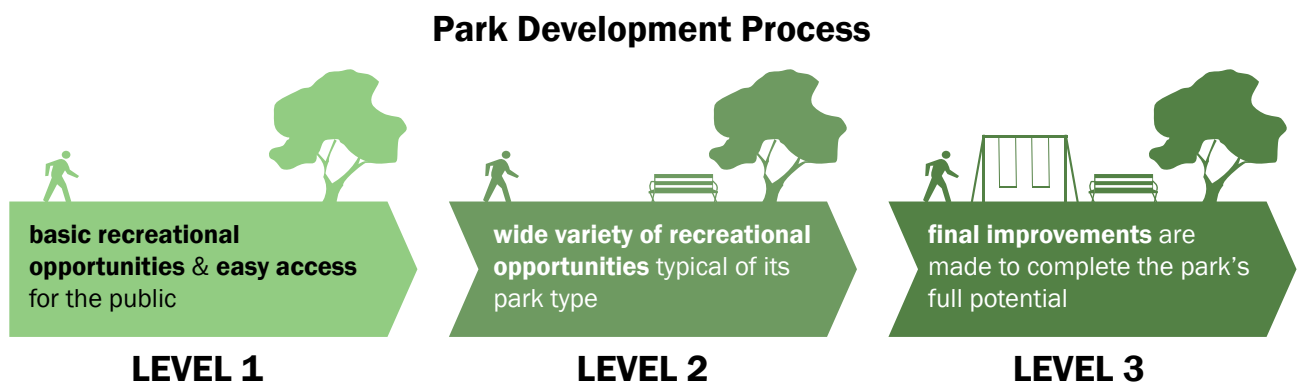 Park Development Process
basic recreational
opportunities & easy access
for the public
LEVEL 1
wide variety of recreational
opportunities typical of its
park type
LEVEL 2
final improvements are
made to complete the park's
full potential
LEVEL 3